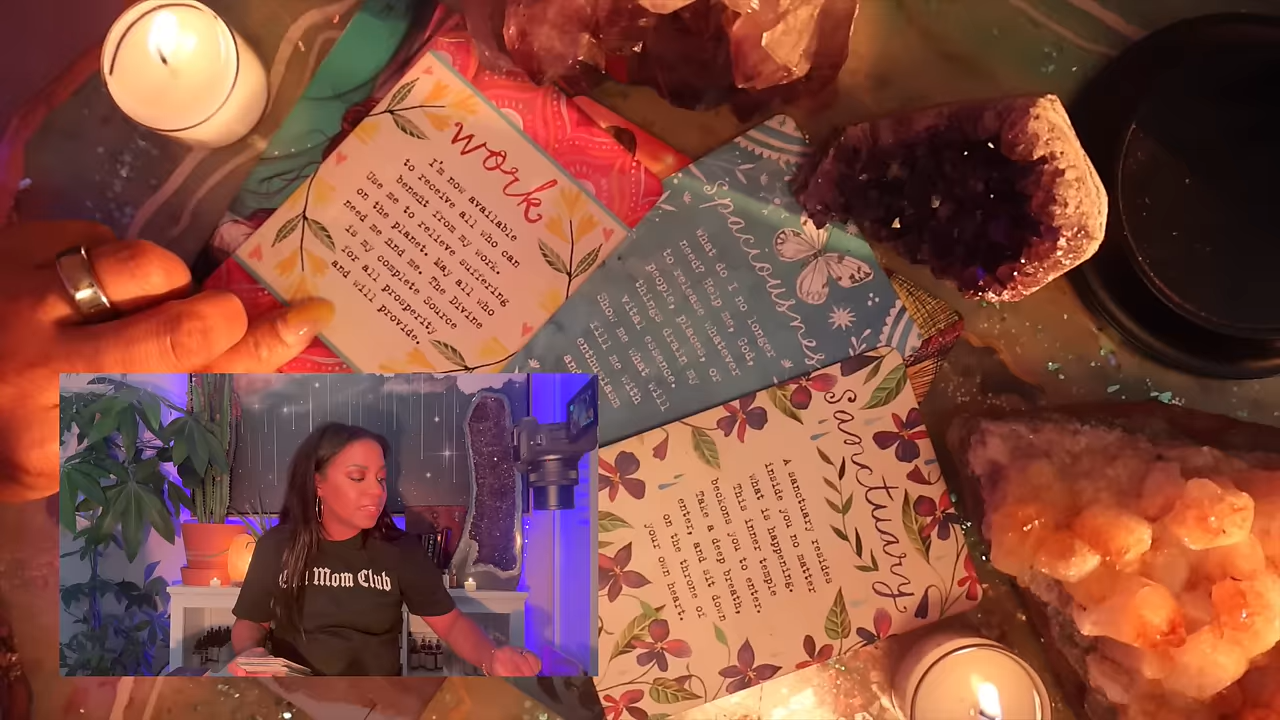 work
I'm now available
to receive all who can
benefit from my work.
Use me to relieve suffering
on the planet. May all who
need me find me. The Divine
is my complete Source
for all prosperity
and will provide.
Spaciousness
What do I no longer
need? Help me, God,
to release whatever
people, places, or
things drain my
vital essence.
Show me what will
fill me with
enthusiasm
and
Sanctuary
A sanctuary resides
inside you no matter
what is happening.
This inner temple
beckons you to enter.
Take a deep breath,
enter, and sit down
on the throne of
your own heart.
Mom Club